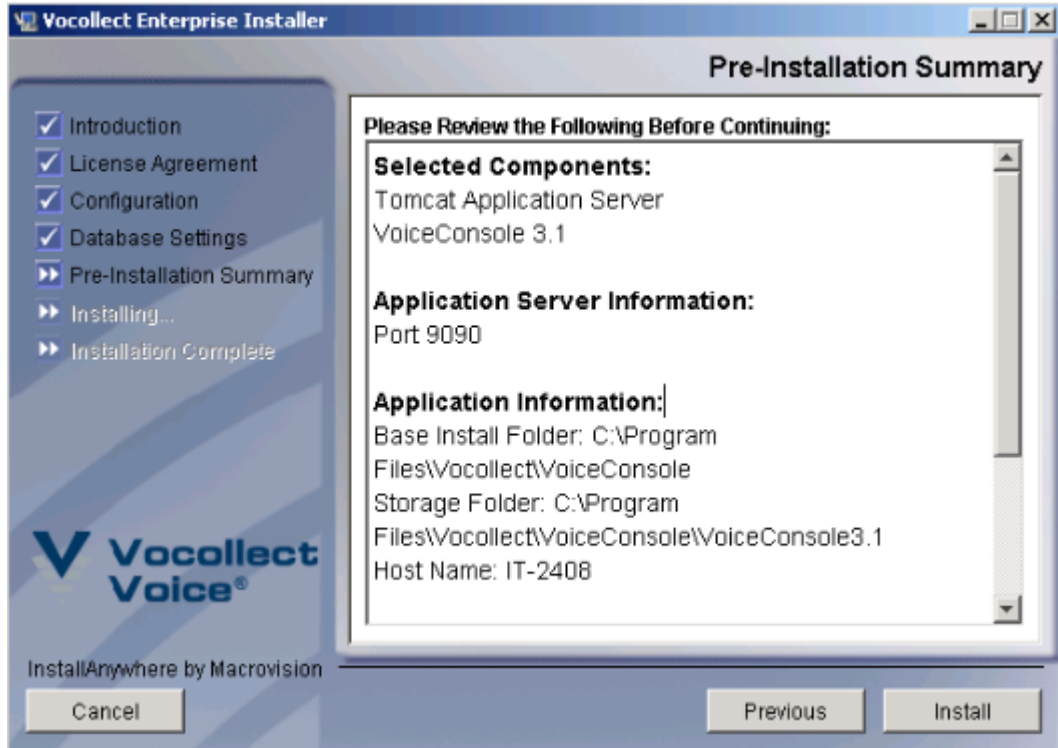 Vocollect Enterprise Installer
Pre-Installation Summary
Introduction
License Agreement
Configuration
Database Settings
Pre-Installation Summary
Installing...
Installation Complete
Please Review the Following Before Continuing:
Selected Components:
Tomcat Application Server
VoiceConsole 3.1
Application Server Information:
Port 9090
Application Information:
Base Install Folder: C:\Program
Files\Vocollect\VoiceConsole
Storage Folder: C:\Program
Files\Vocollect\VoiceConsole\VoiceConsole3.1
Host Name: IT-2408
Vocollect
Voice®
InstallAnywhere by Macrovision
Cancel
Previous
Install